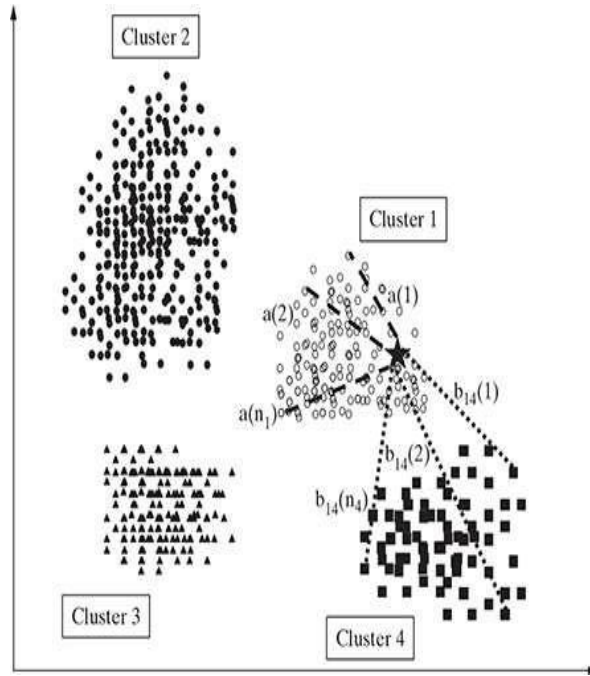 Cluster 2
Cluster 1
a(1)
a(2)
a(n₁)
b₁₄(1)
b₁₄(2)
b₁₄(n₄)
Cluster 3
Cluster 4